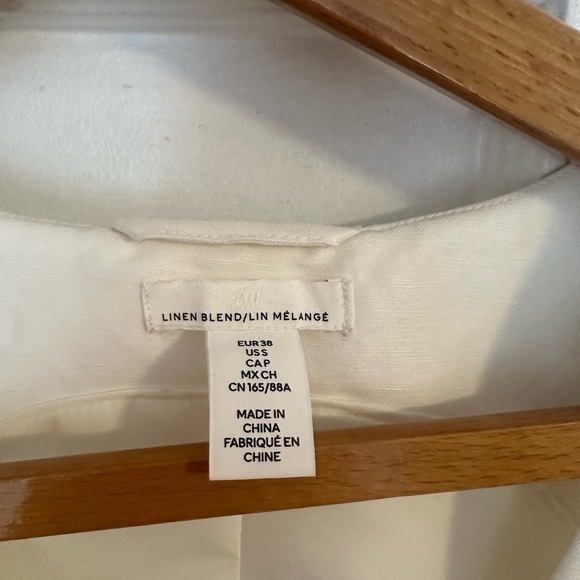 LINEN BLEND/LIN MÉLANGÉ
EUR 38
US S
CA P
MX CH
CN 165/88A
MADE IN
CHINA
FABRIQUÉ EN
CHINE